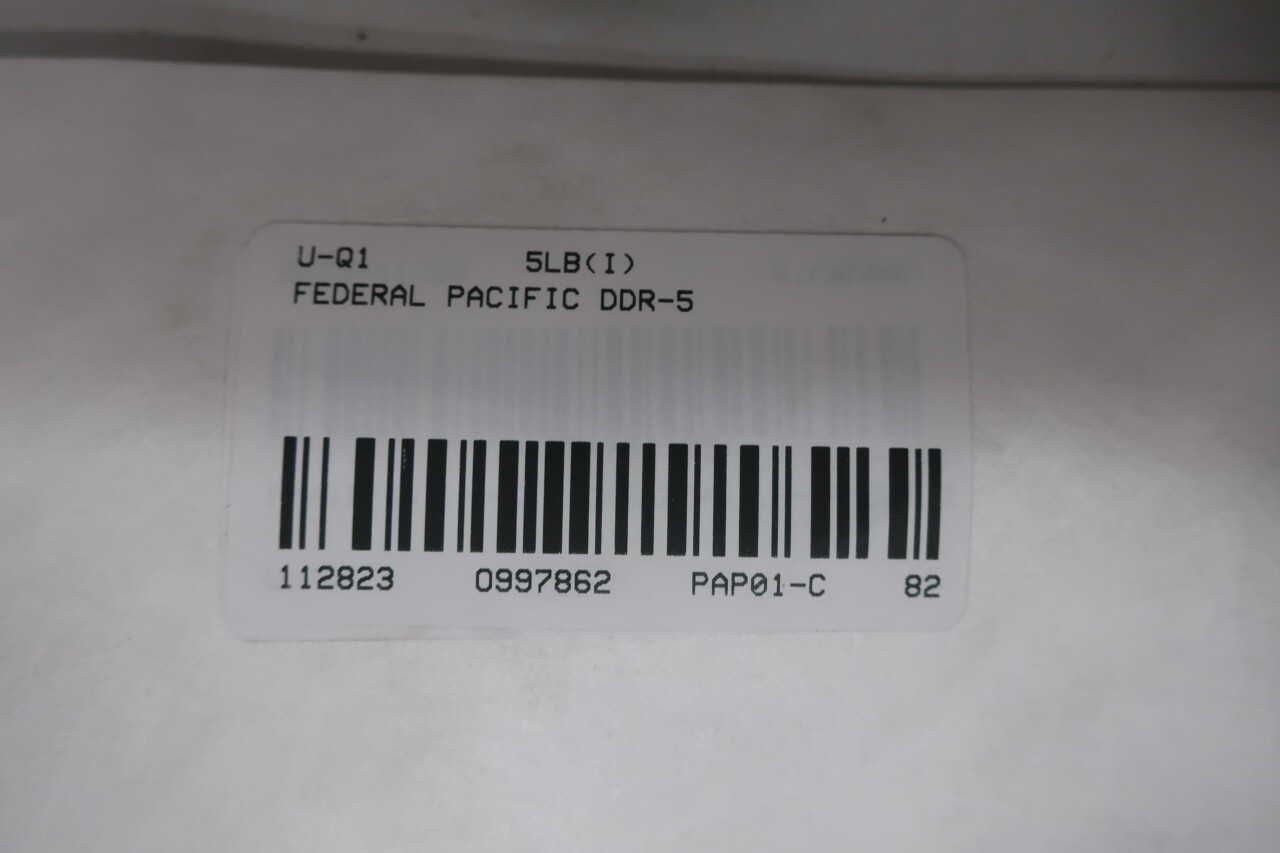 U-Q1 5LB(I)
FEDERAL PACIFIC DDR-5
112823 0997862 PAP01-C 82